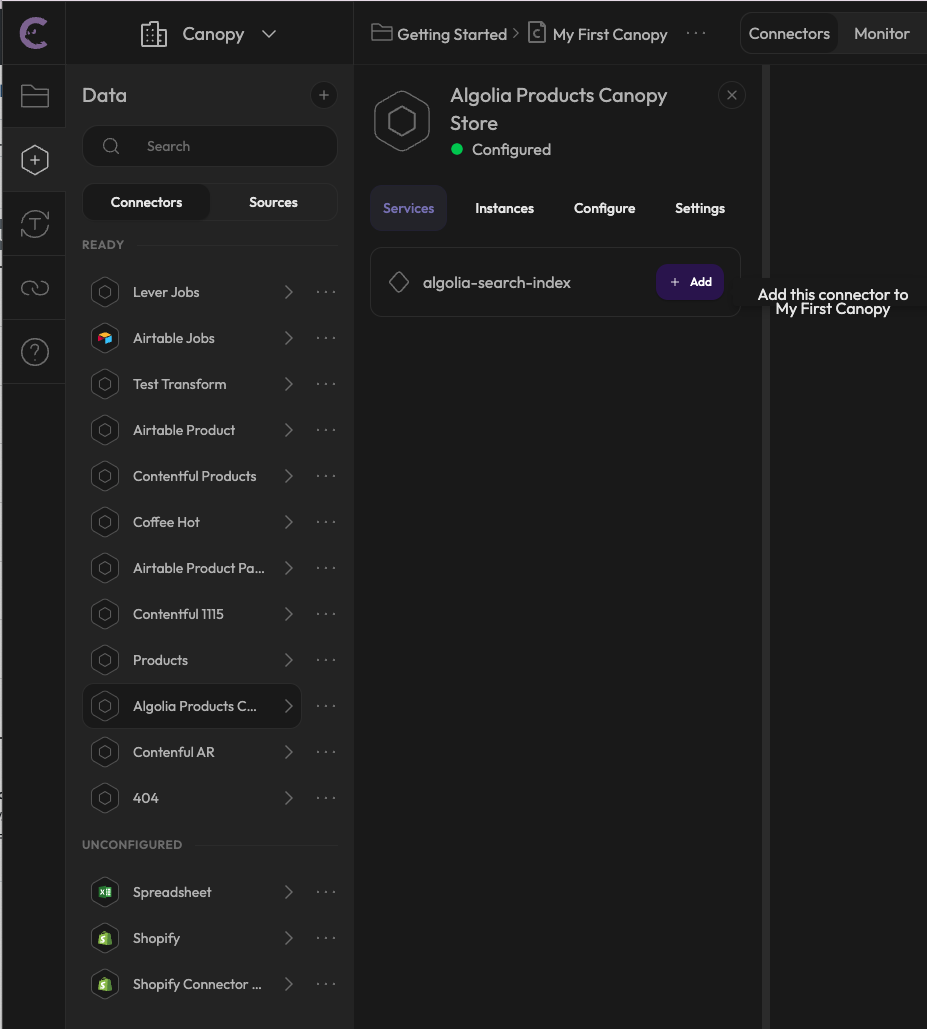 Canopy
Getting Started
My First Canopy
Connectors
Monitor
Data
Search
Connectors
Sources
READY
Lever Jobs
Airtable Jobs
Test Transform
Airtable Product
Contentful Products
Coffee Hot
Airtable Product Pa...
Contentful 1115
Products
Algolia Products C...
Contenful AR
404
UNCONFIGURED
Spreadsheet
Shopify
Shopify Connector ...
Algolia Products Canopy
Store
Configured
Services
Instances
Configure
Settings
algolia-search-index
+ Add
Add this connector to
My First Canopy